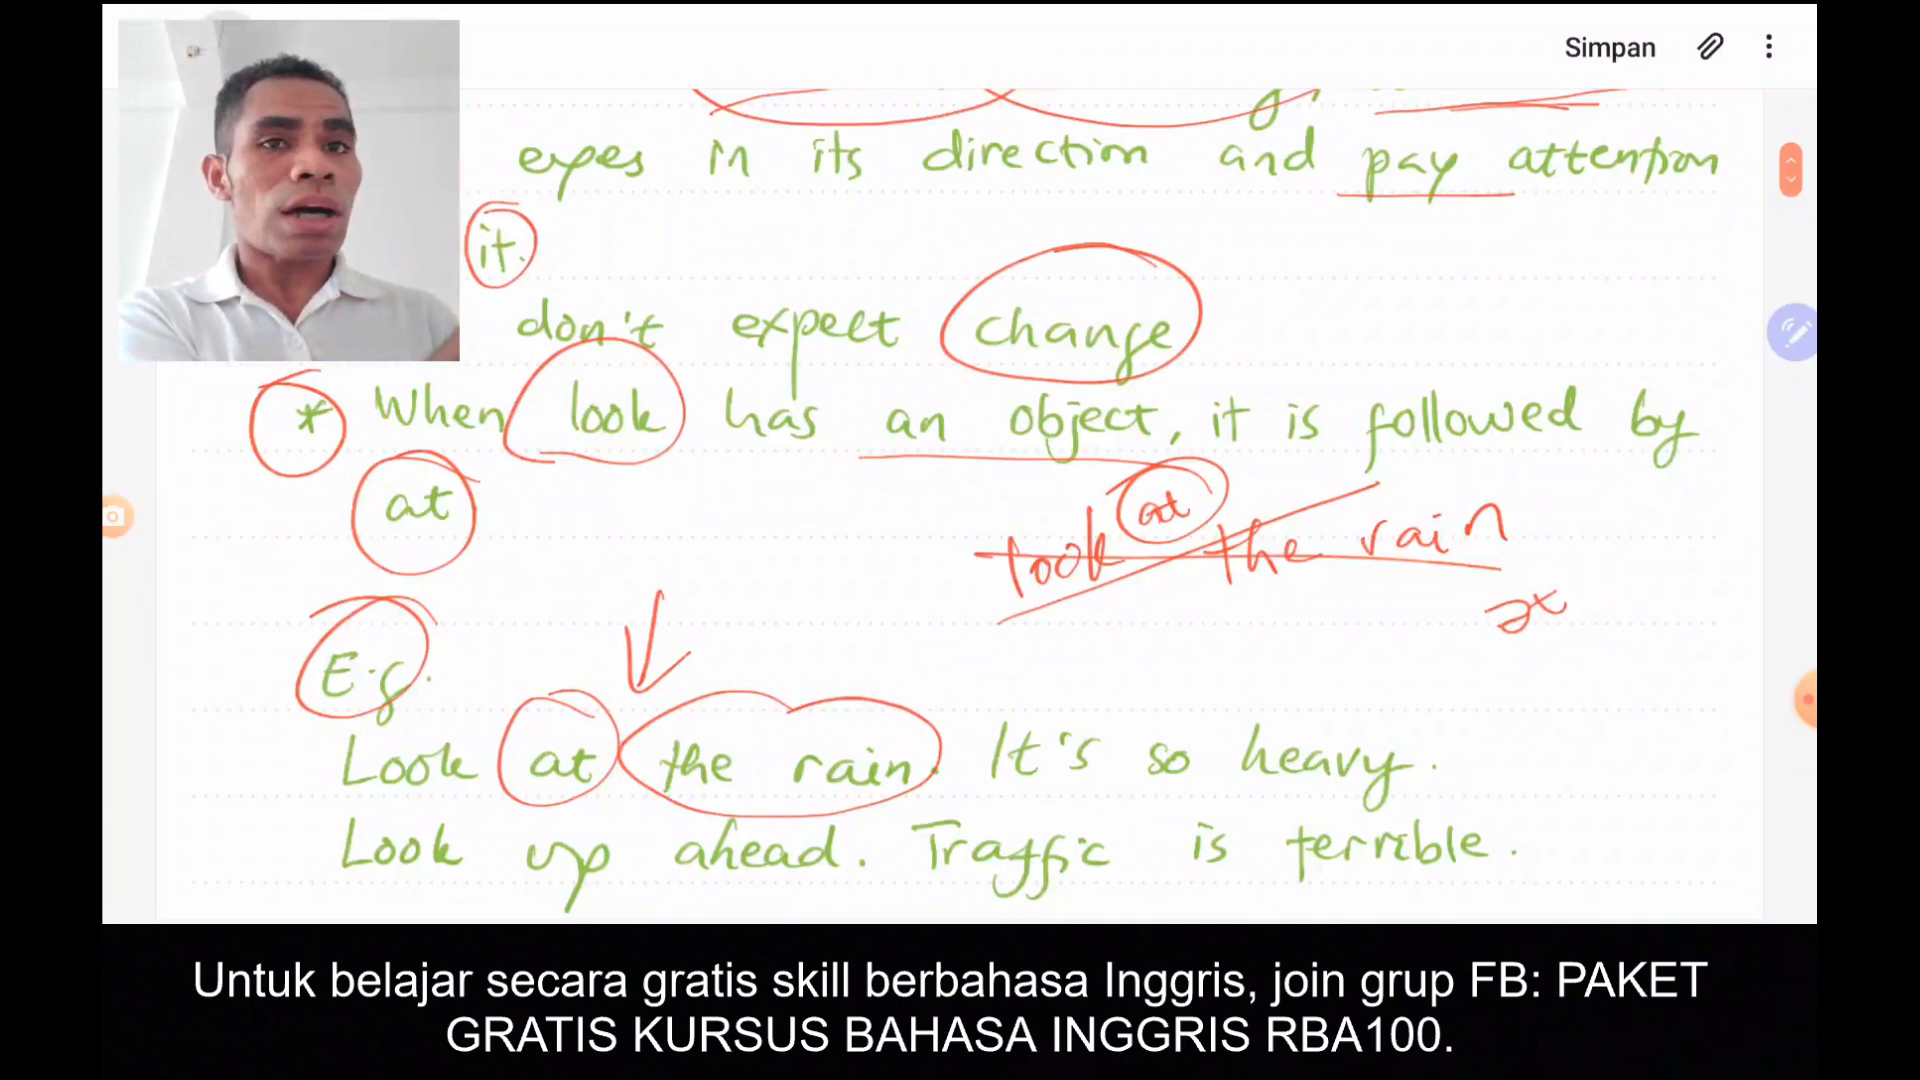 Simpan
eyes in its direction and pay attention
it.
don't expect change
* When look has an object, it is followed by
at
look at the rain
E.g.
Look at the rain. It's so heavy.
Look up ahead. Traffic is terrible.
Untuk belajar secara gratis skill berbahasa Inggris, join grup FB: PAKET
GRATIS KURSUS BAHASA INGGRIS RBA100.